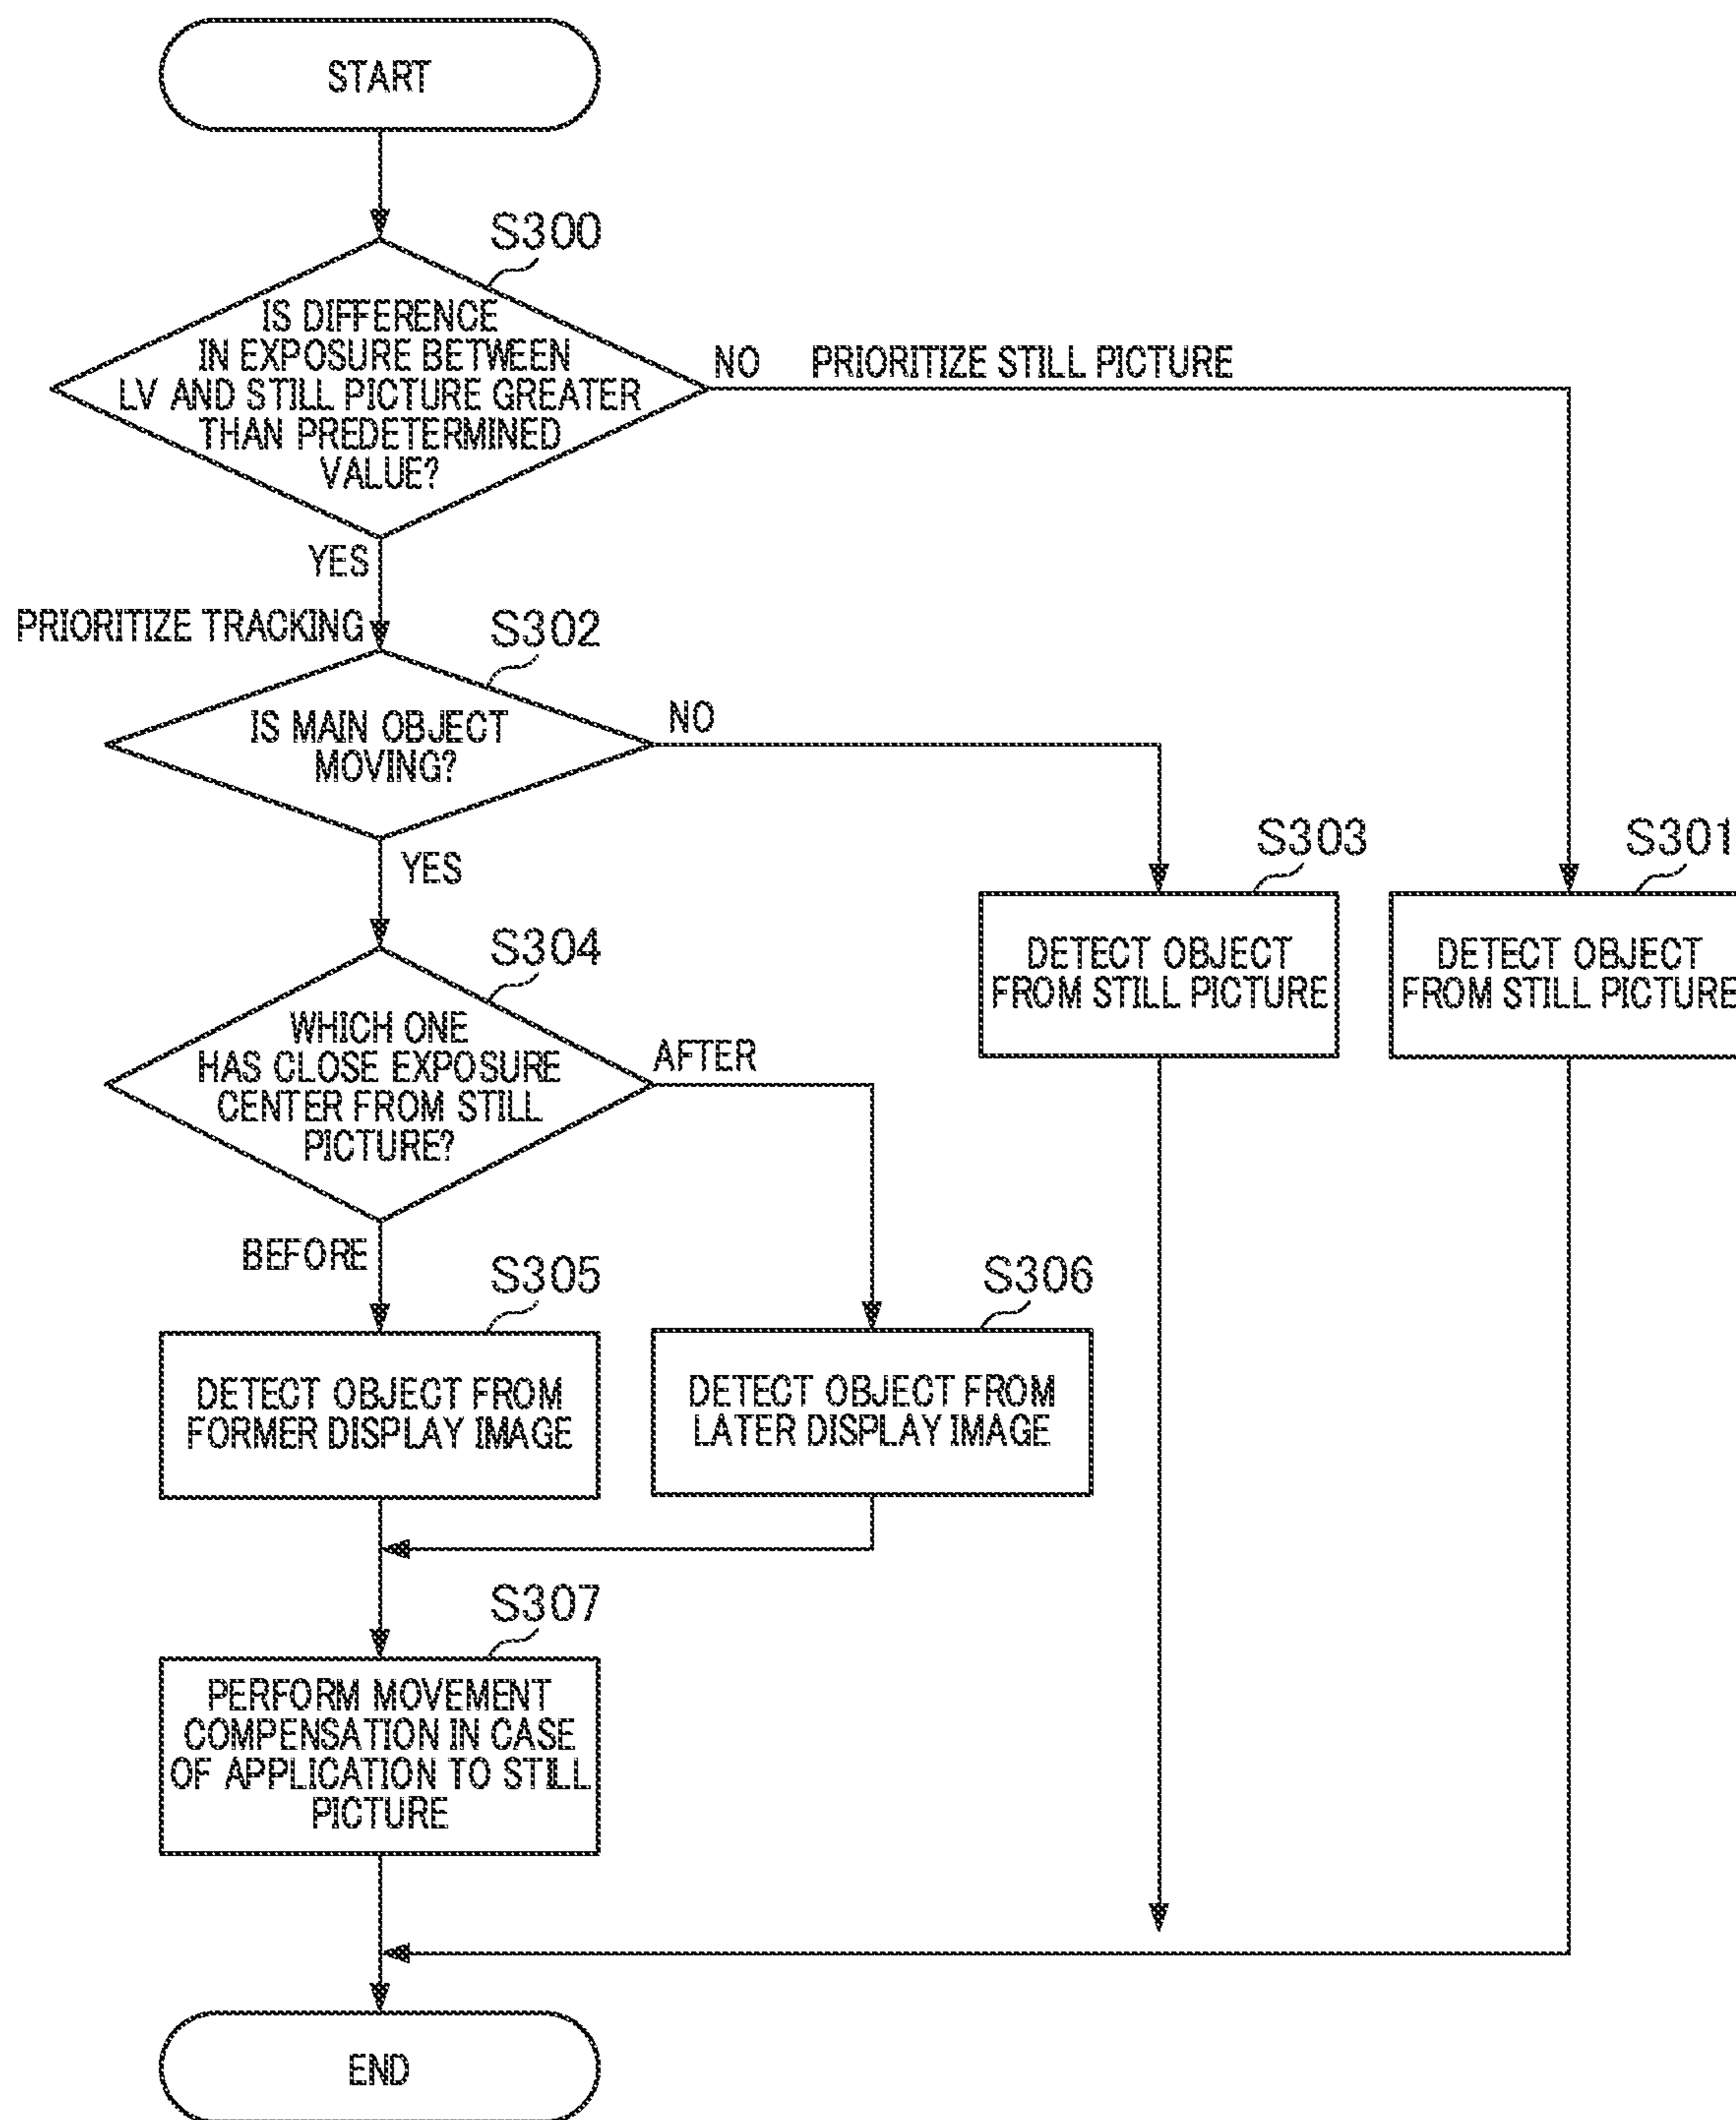 START
S300
IS DIFFERENCE
IN EXPOSURE BETWEEN
LV AND STILL PICTURE GREATER
THAN PREDETERMINED
VALUE?
NO PRIORITIZE STILL PICTURE
YES
PRIORITIZE TRACKING
S302
IS MAIN OBJECT
MOVING?
NO
YES
S303
DETECT OBJECT
FROM STILL PICTURE
S301
DETECT OBJECT
FROM STILL PICTURE
S304
WHICH ONE
HAS CLOSE EXPOSURE
CENTER FROM STILL
PICTURE?
AFTER
BEFORE
S305
DETECT OBJECT FROM
FORMER DISPLAY IMAGE
S306
DETECT OBJECT FROM
LATER DISPLAY IMAGE
S307
PERFORM MOVEMENT
COMPENSATION IN CASE
OF APPLICATION TO STILL
PICTURE
END